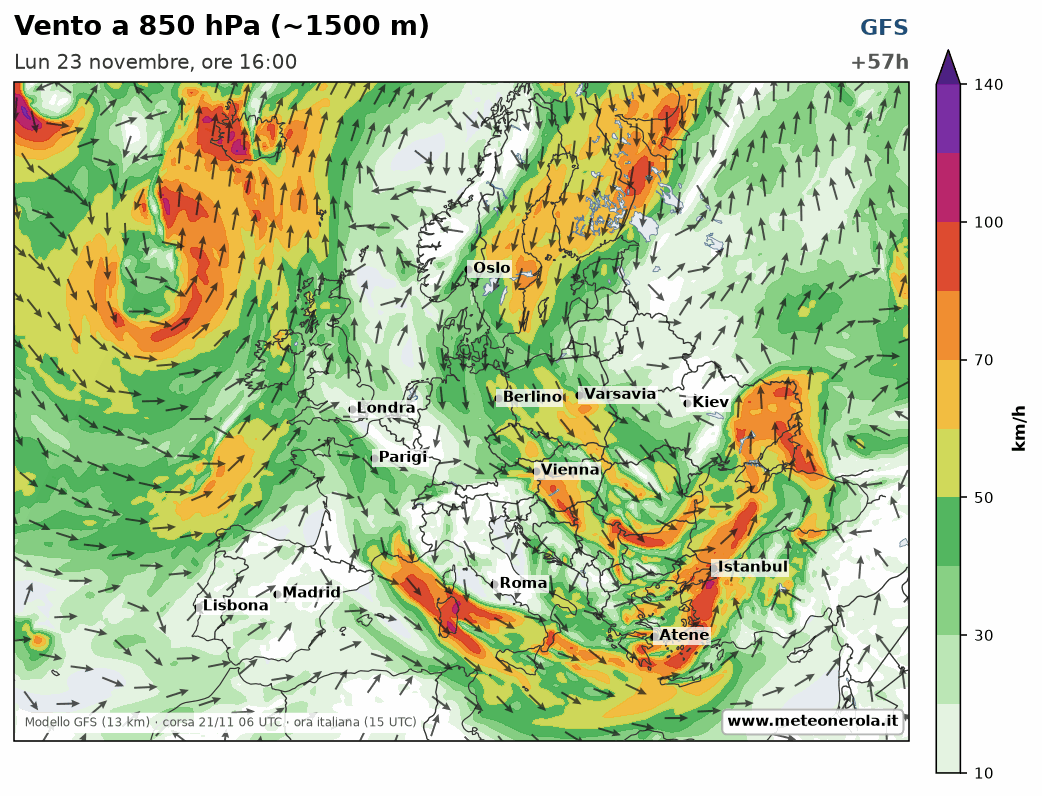 Vento a 850 hPa (~1500 m)
GFS
Lun 23 novembre, ore 16:00
+57h
140
100
70
50
30
10
km/h
Oslo
Berlino
Varsavia
Kiev
Londra
Parigi
Vienna
Istanbul
Roma
Madrid
Lisbona
Atene
Modello GFS (13 km) · corsa 21/11 06 UTC · ora italiana (15 UTC)
www.meteonerola.it